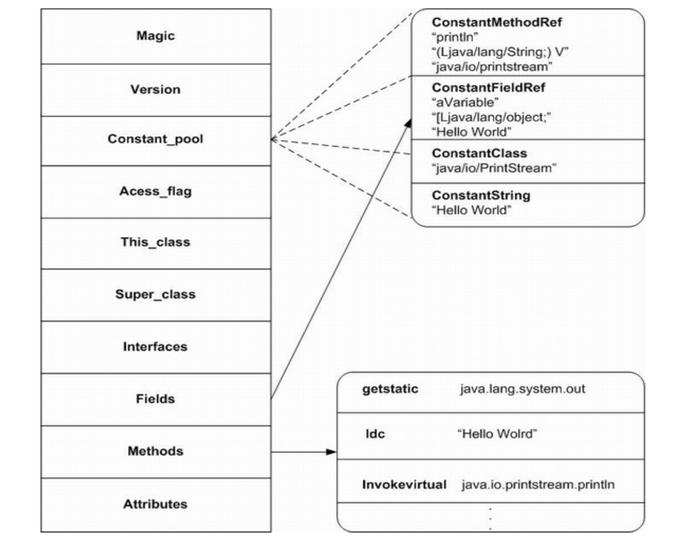 Magic
Version
Constant_pool
Acess_flag
This_class
Super_class
Interfaces
Fields
Methods
Attributes
ConstantMethodRef
“println”
“(Ljava/lang/String;) V”
“java/io/printstream”
ConstantFieldRef
“aVariable”
“[Ljava/lang/object;”
“Hello World”
ConstantClass
“java/io/PrintStream”
ConstantString
“Hello World”
getstatic java.lang.system.out
ldc “Hello Wolrd”
Invokevirtual java.io.printstream.println